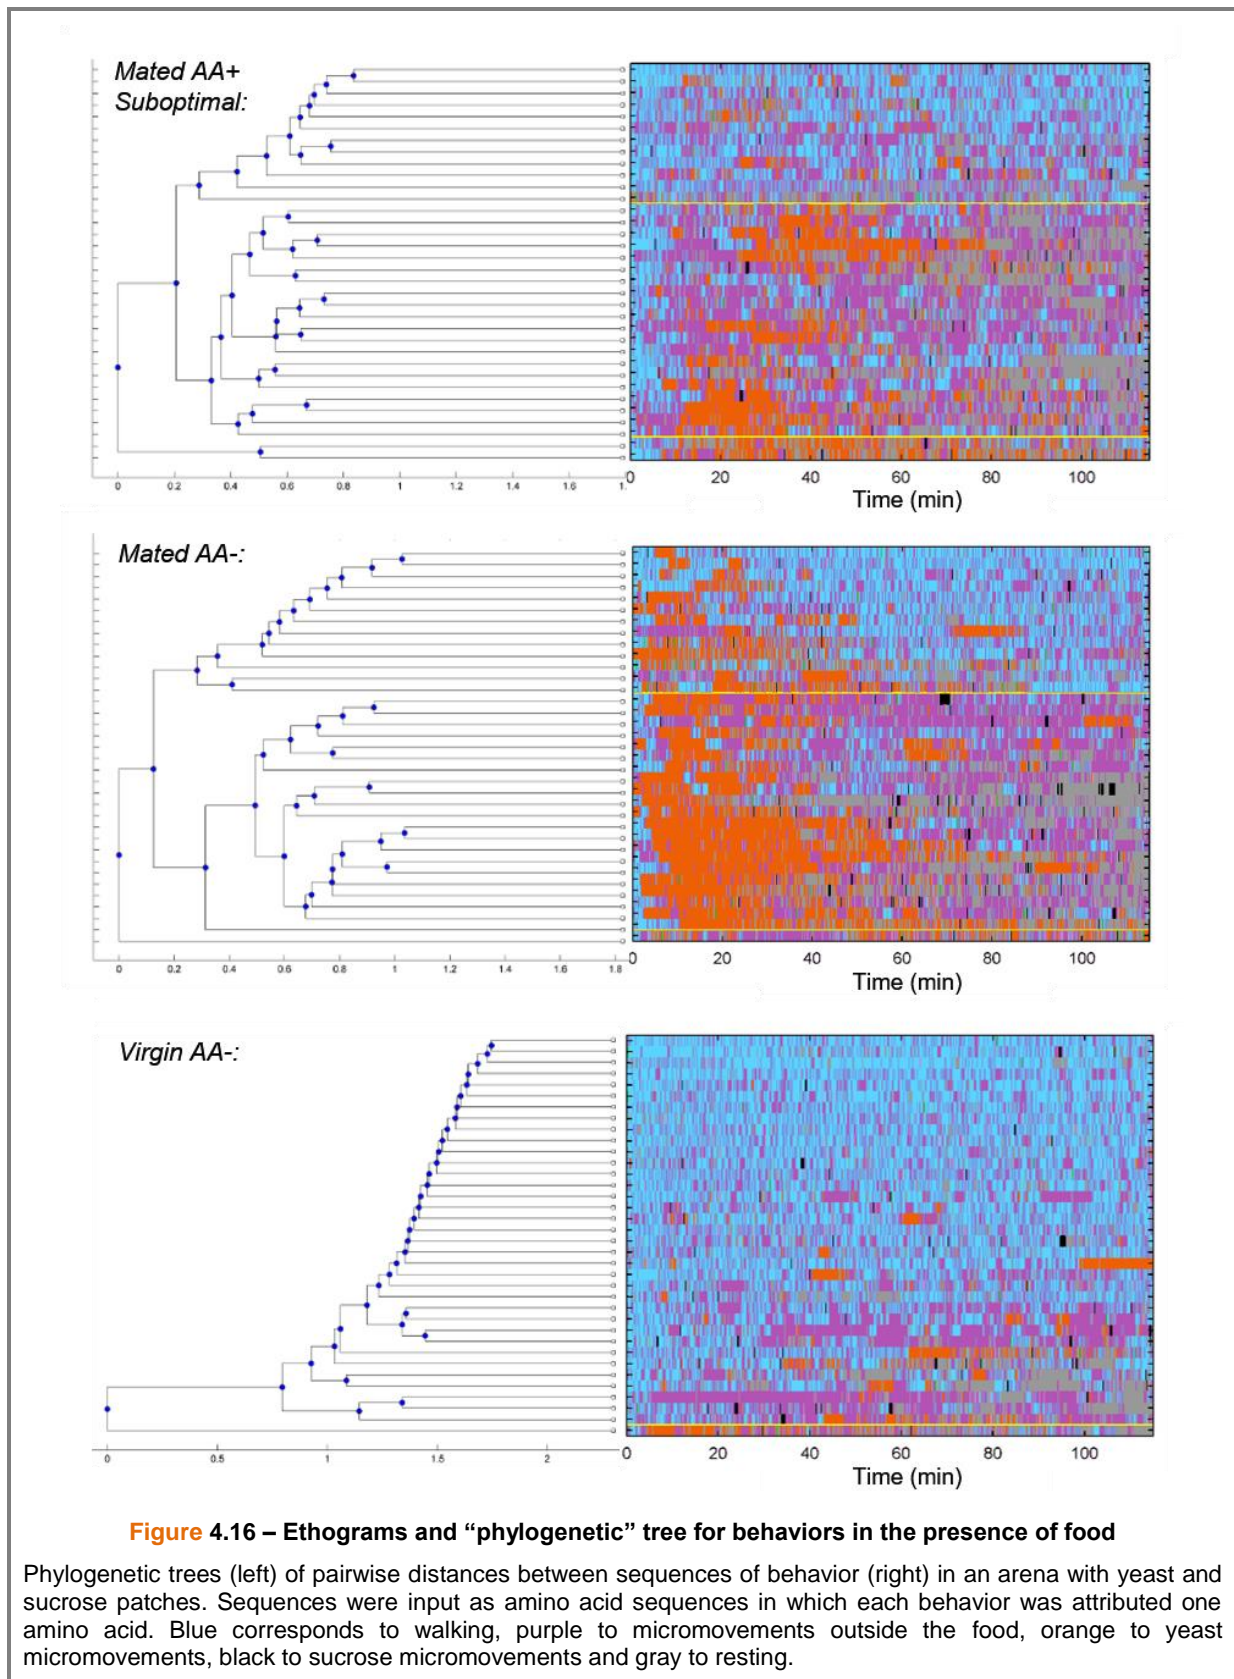 Mated AA+
Suboptimal:
0 0.2 0.4 0.6 0.8 1 1.2 1.4 1.6 1.
0 20 40 60 80 100
Time (min)
Mated AA-:
0 0.2 0.4 0.6 0.8 1 1.2 1.4 1.6 1.8
0 20 40 60 80 100
Time (min)
Virgin AA-:
0 0.5 1 1.5 2
0 20 40 60 80 100
Time (min)
Figure 4.16 – Ethograms and “phylogenetic” tree for behaviors in the presence of food
Phylogenetic trees (left) of pairwise distances between sequences of behavior (right) in an arena with yeast and
sucrose patches. Sequences were input as amino acid sequences in which each behavior was attributed one
amino acid. Blue corresponds to walking, purple to micromovements outside the food, orange to yeast
micromovements, black to sucrose micromovements and gray to resting.